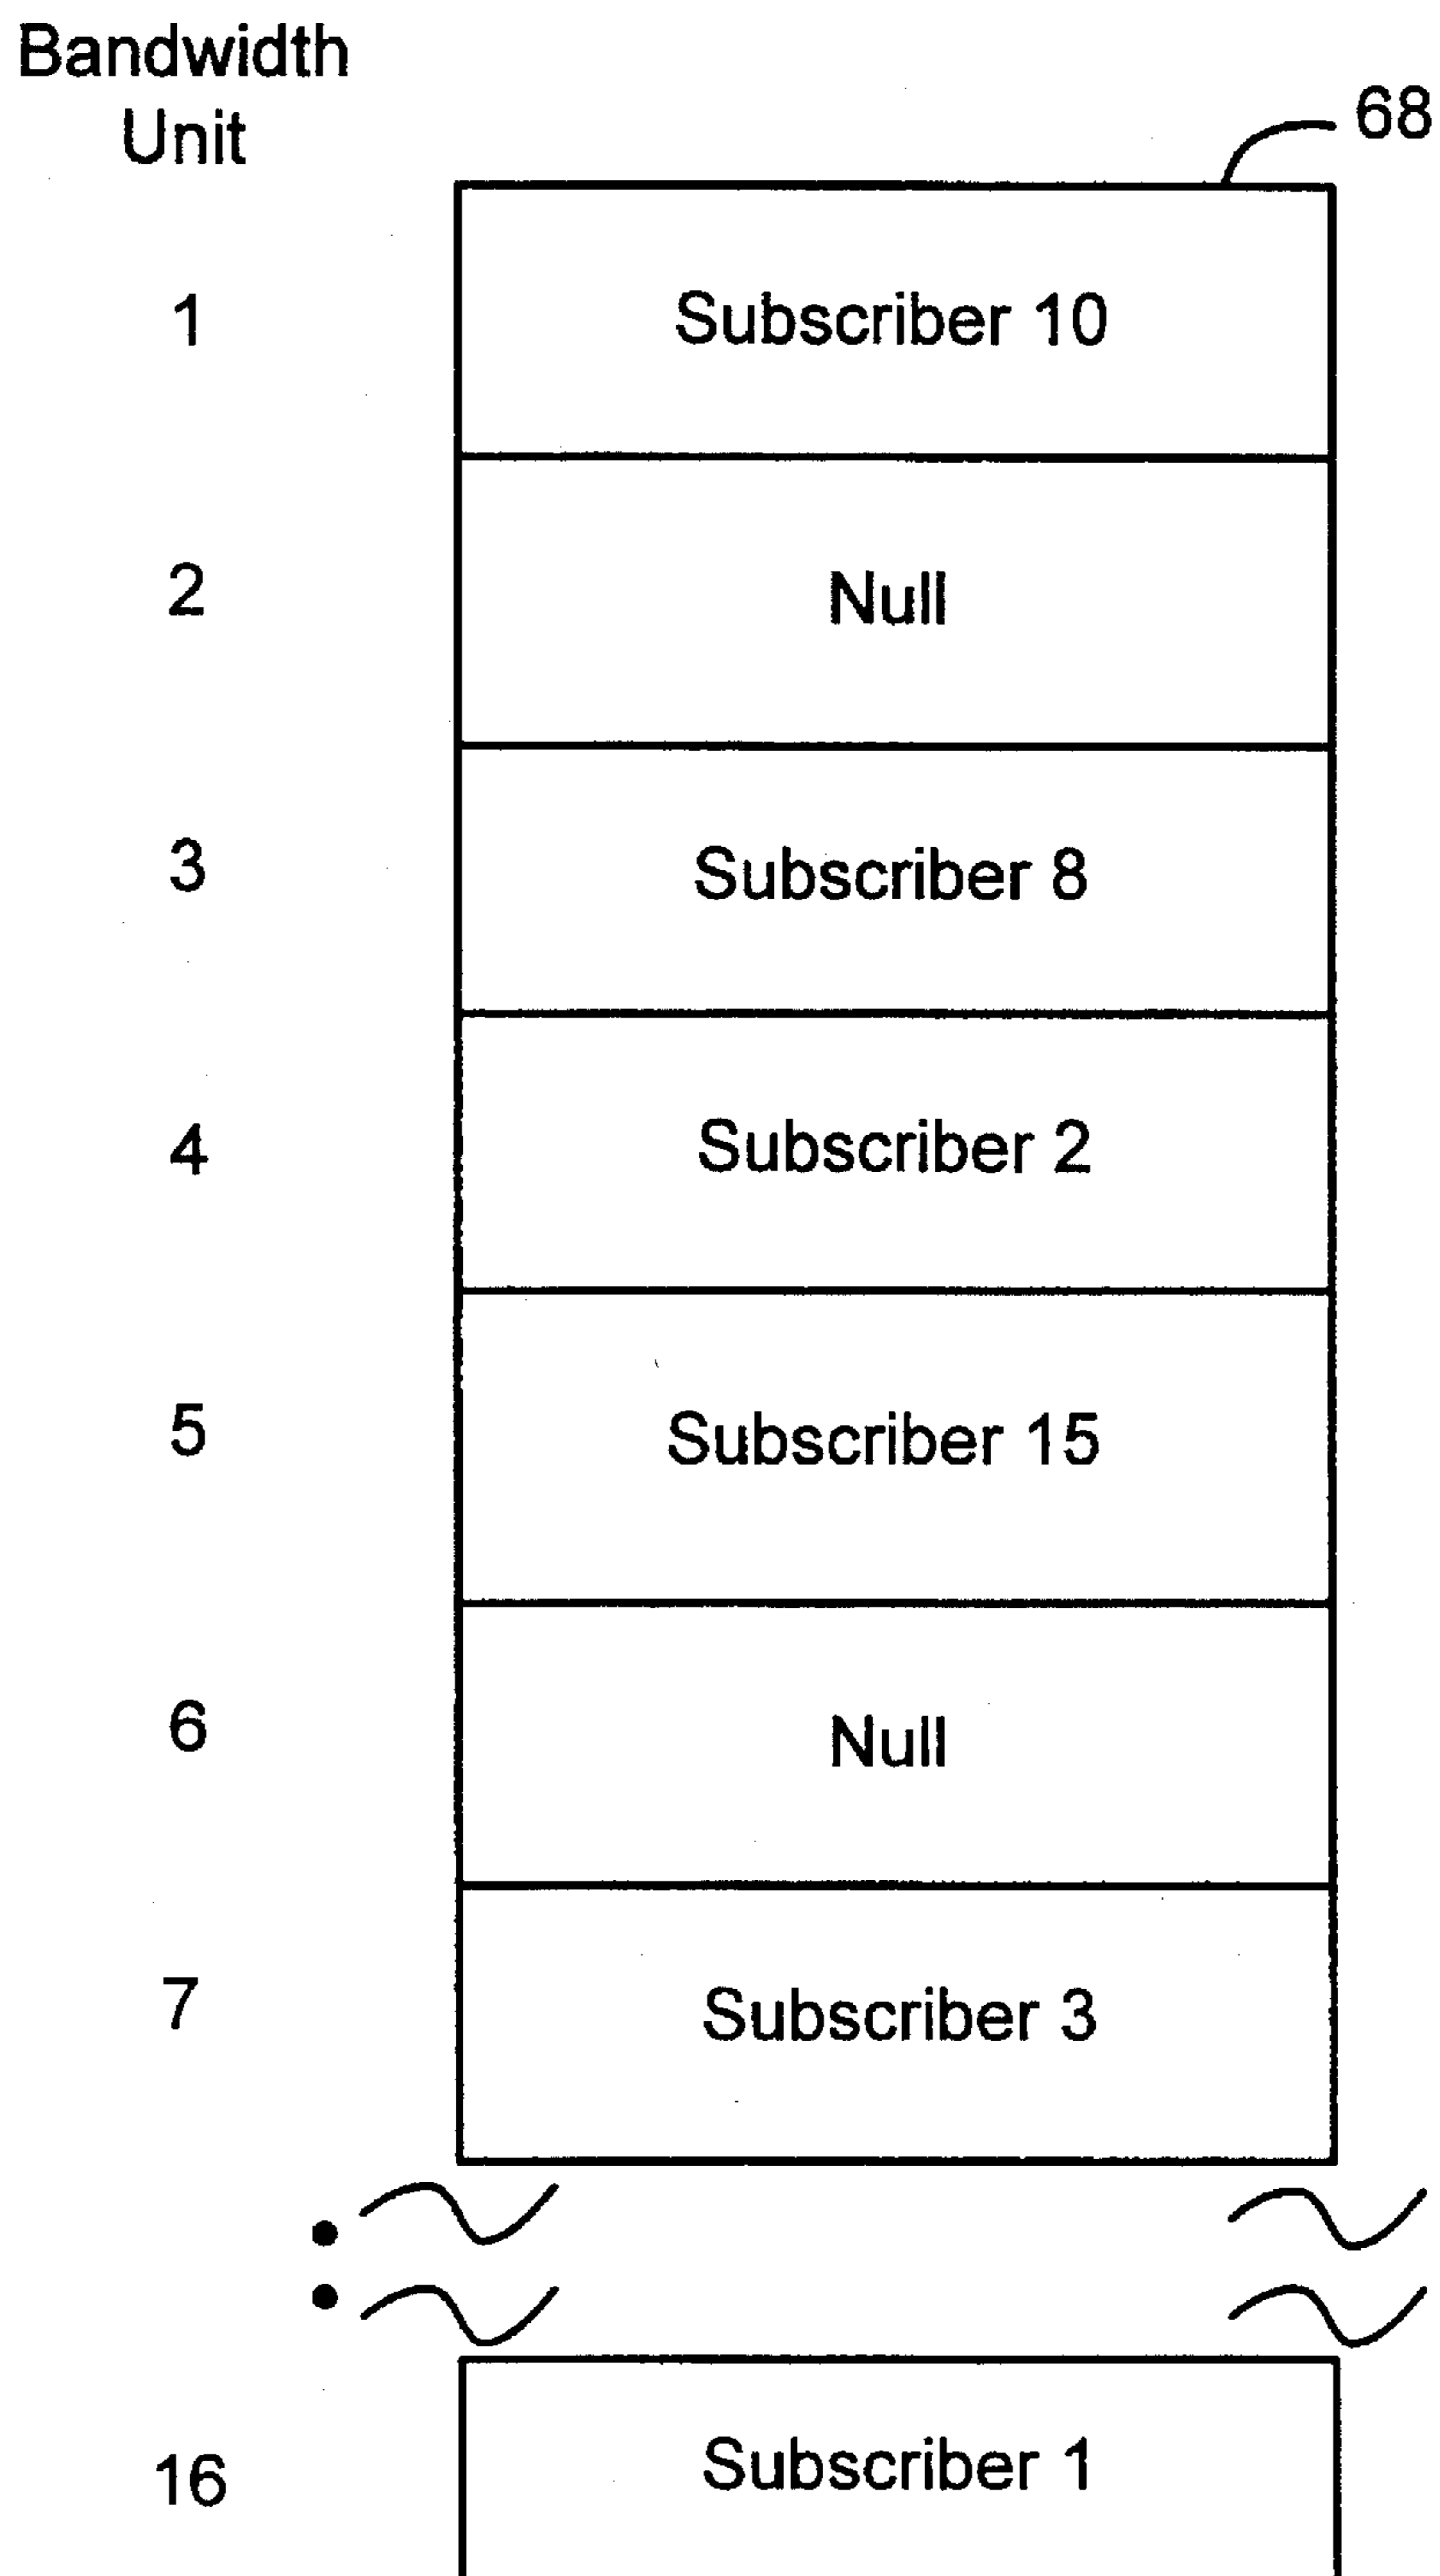 Bandwidth
Unit
68
1 Subscriber 10
2 Null
3 Subscriber 8
4 Subscriber 2
5 Subscriber 15
6 Null
7 Subscriber 3
16 Subscriber 1